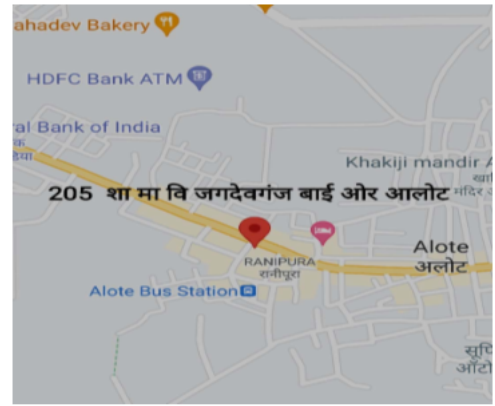 ahadev Bakery
HDFC Bank ATM
al Bank of India
Khakiji mandir
205 शा मा वि जगदेवगंज बाई ओर आलोट
RANIPURA
रानीपूरा
Alote
अलोट
Alote Bus Station